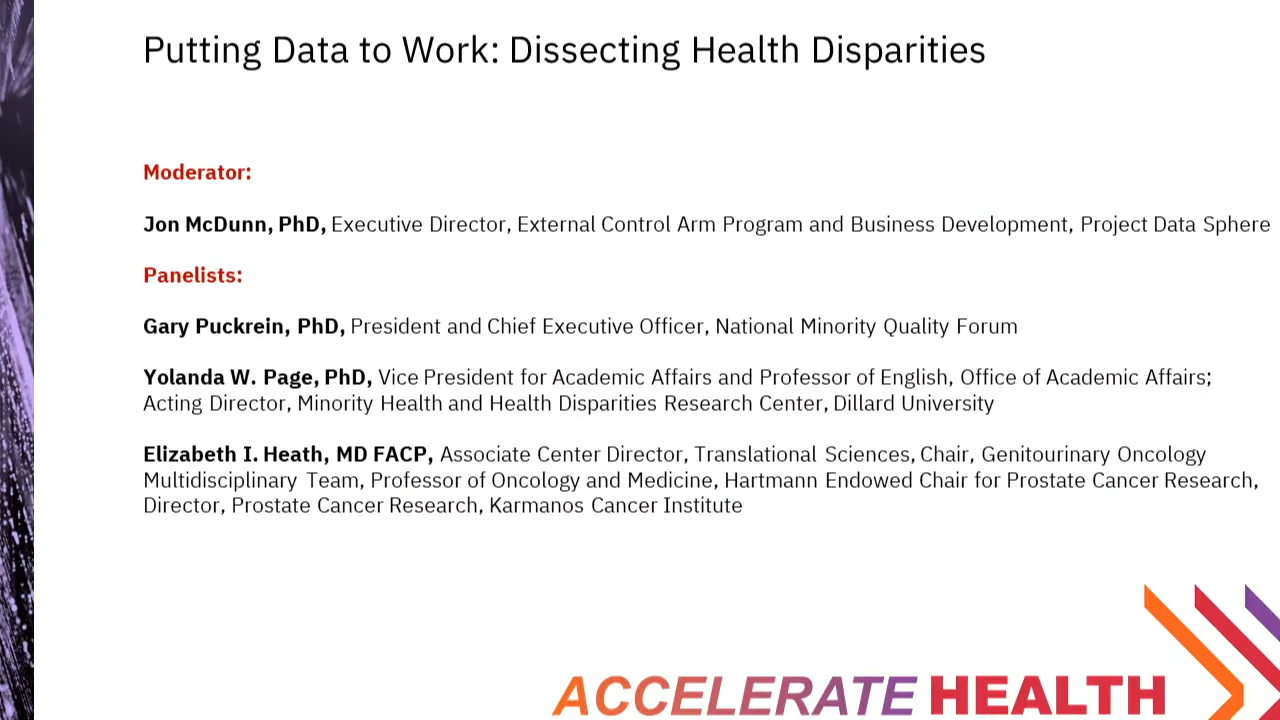 Putting Data to Work: Dissecting Health Disparities
Moderator:
Jon McDunn, PhD, Executive Director, External Control Arm Program and Business Development, Project Data Sphere
Panelists:
Gary Puckrein, PhD, President and Chief Executive Officer, National Minority Quality Forum
Yolanda W. Page, PhD, Vice President for Academic Affairs and Professor of English, Office of Academic Affairs;
Acting Director, Minority Health and Health Disparities Research Center, Dillard University
Elizabeth I. Heath, MD FACP, Associate Center Director, Translational Sciences, Chair, Genitourinary Oncology
Multidisciplinary Team, Professor of Oncology and Medicine, Hartmann Endowed Chair for Prostate Cancer Research,
Director, Prostate Cancer Research, Karmanos Cancer Institute
ACCELERATE HEALTH